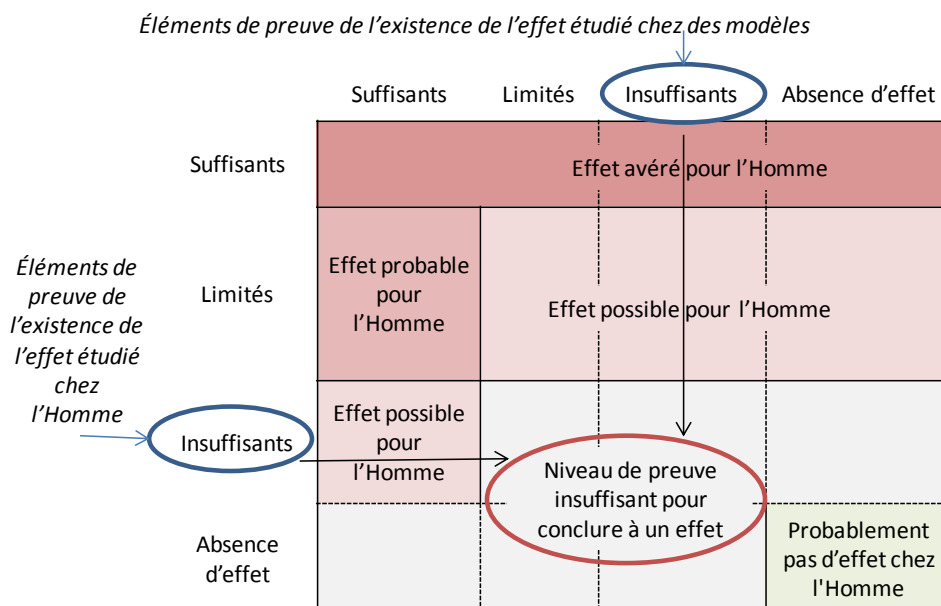 Éléments de preuve de l'existence de l'effet étudié chez des modèles
Suffisants Limités Insuffisants Absence d'effet
Suffisants
Effet avéré pour l'Homme
Éléments de
preuve de
l'existence de
l'effet étudié
chez
l'Homme
Limités
Effet probable
pour
l'Homme
Effet possible pour l'Homme
Insuffisants
Effet possible
pour
l'Homme
Niveau de preuve
insuffisant pour
conclure à un effet
Absence
d'effet
Probablement
pas d'effet chez
l'Homme